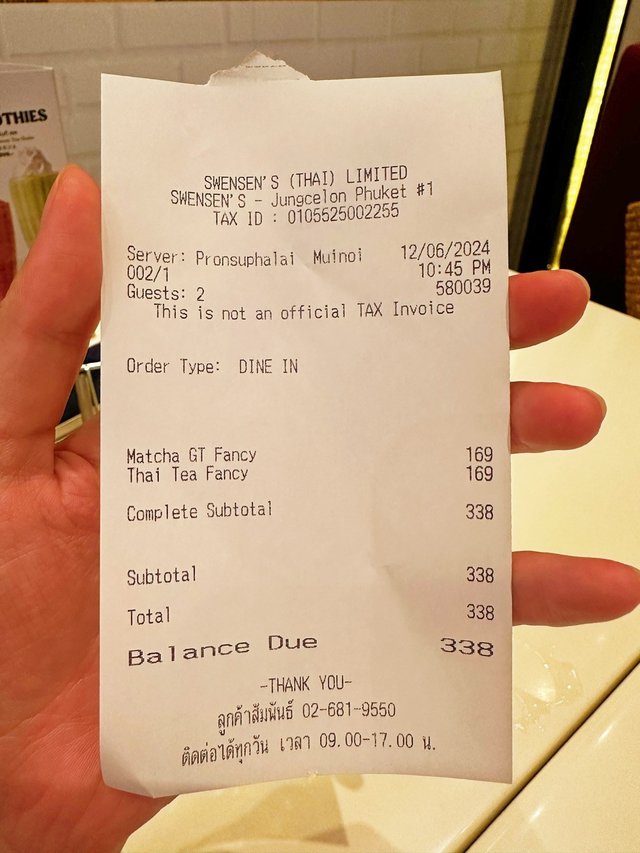 THIES
SWENSEN'S (THAI) LIMITED
SWENSEN'S - Jungcelon Phuket #1
TAX ID : 0105525002255
Server: Pronsuphalai Muinoi 12/06/2024
002/1 10:45 PM
Guests: 2 580039
This is not an official TAX Invoice
Order Type: DINE IN
Matcha GT Fancy 169
Thai Tea Fancy 169
Complete Subtotal 338
Subtotal 338
Total 338
Balance Due 338
-THANK YOU-
ลูกค้าสัมพันธ์ 02-681-9550
ติดต่อได้ทุกวัน เวลา 09.00-17.00 น.